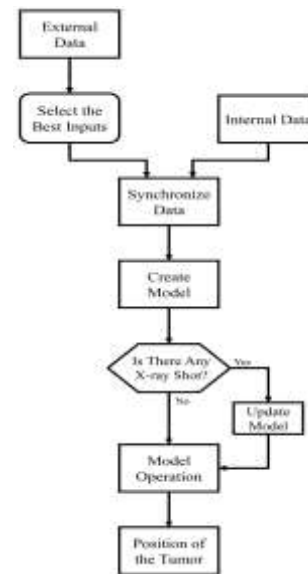 External
Data
Select the
Best Inputs
Internal Data
Synchronize
Data
Create
Model
Is There Any
X-ray Shot?
Yes
No
Update
Model
Model
Operation
Position of
the Tumor